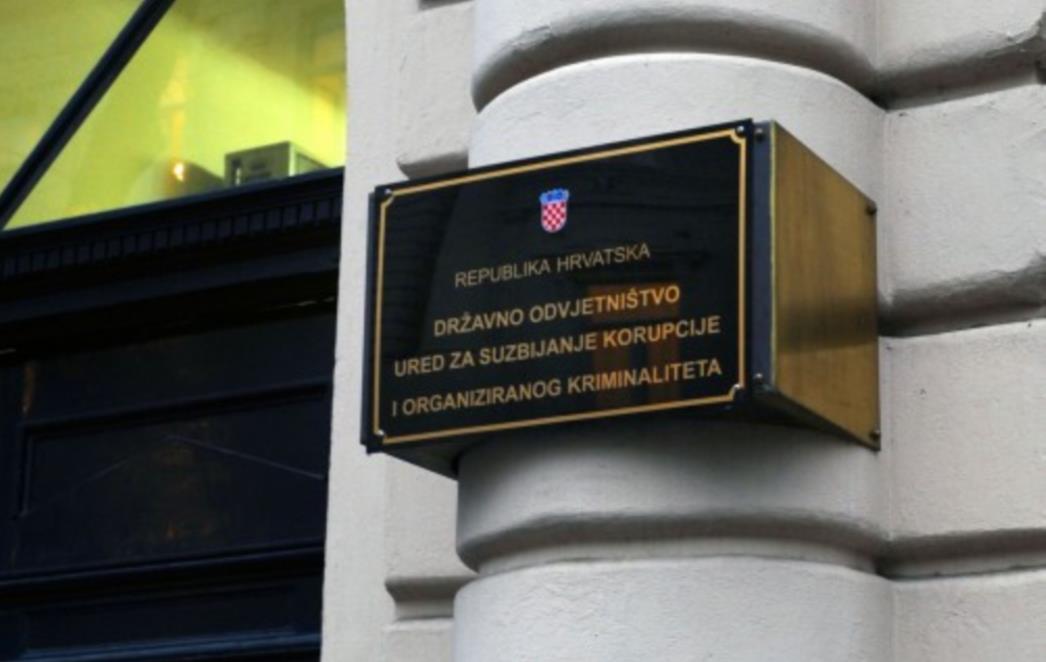 REPUBLIKA HRVATSKA
DRŽAVNO ODVJETNIŠTVO
URED ZA SUZBIJANJE KORUPCIJE
I ORGANIZIRANOG KRIMINALITETA